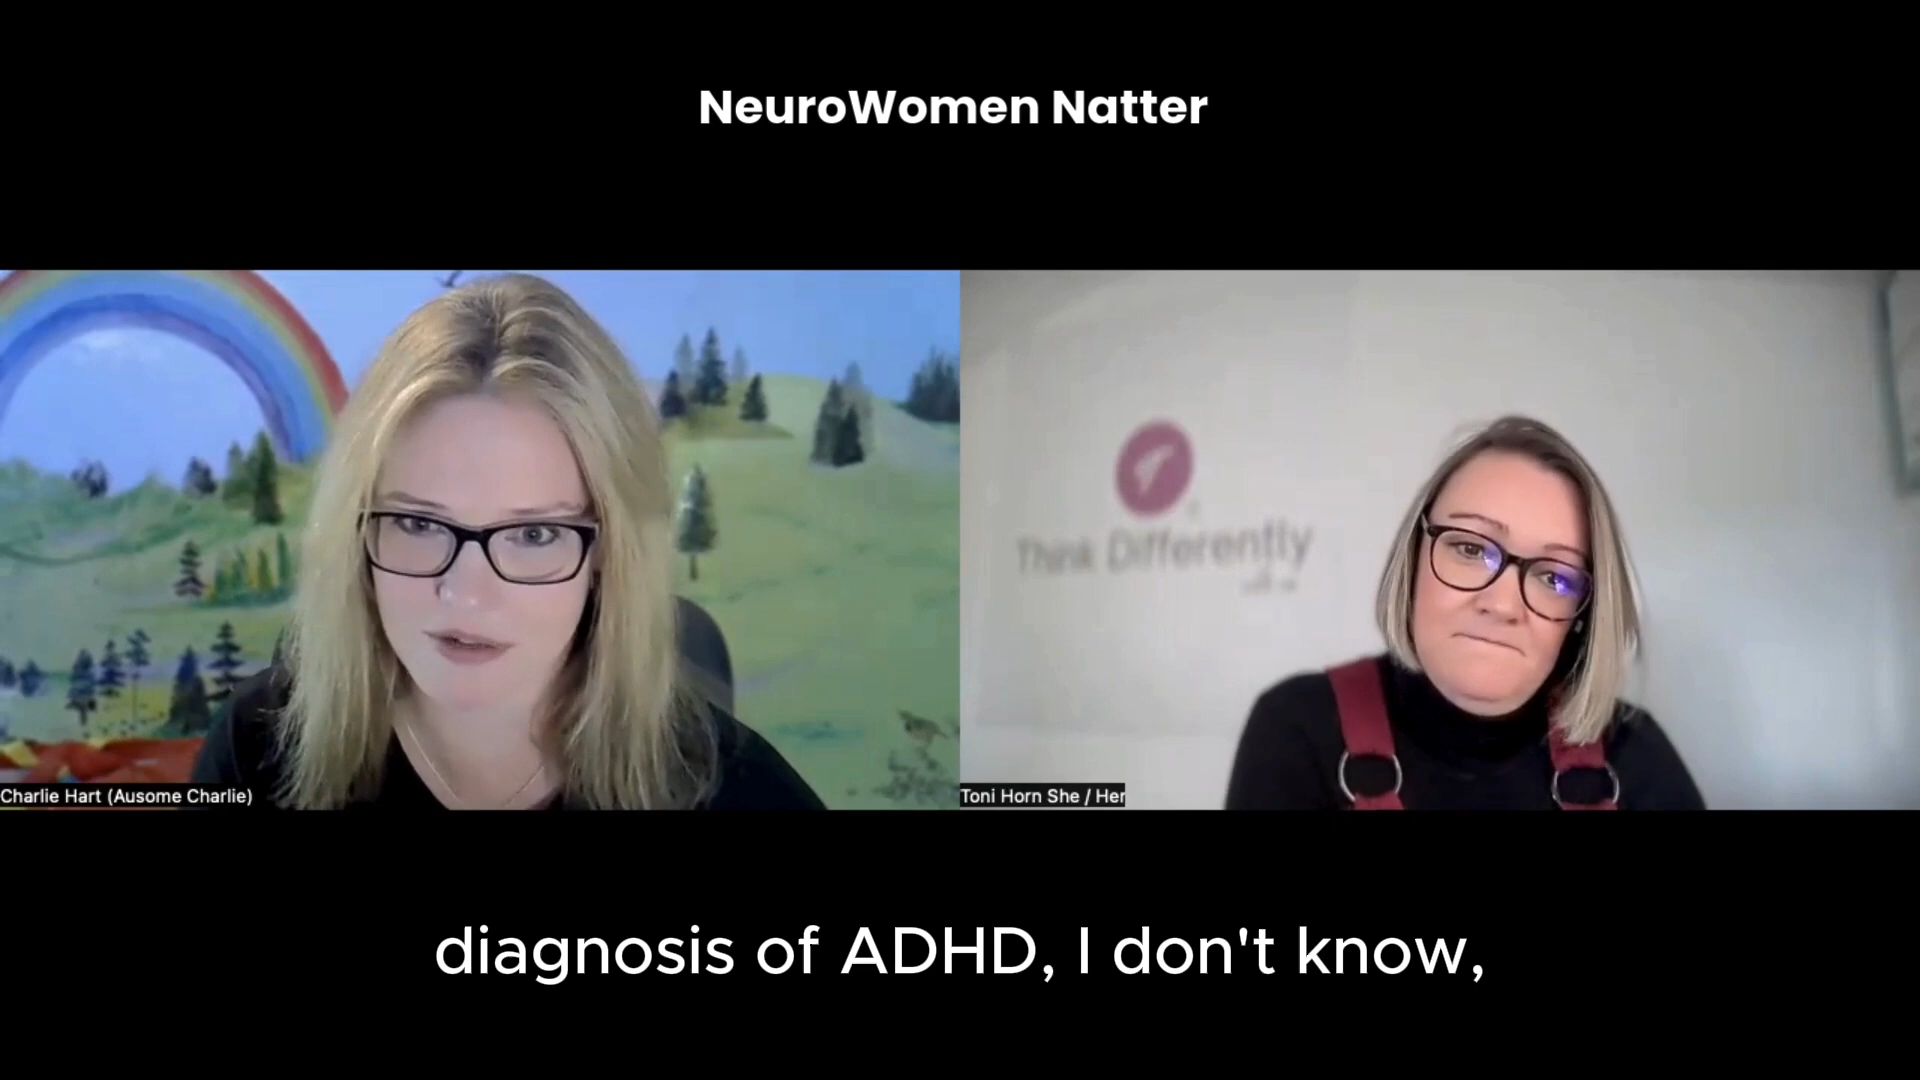 NeuroWomen Natter
Think Differently
Charlie Hart (Ausome Charlie)
Toni Horn She / Her
diagnosis of ADHD, I don't know,